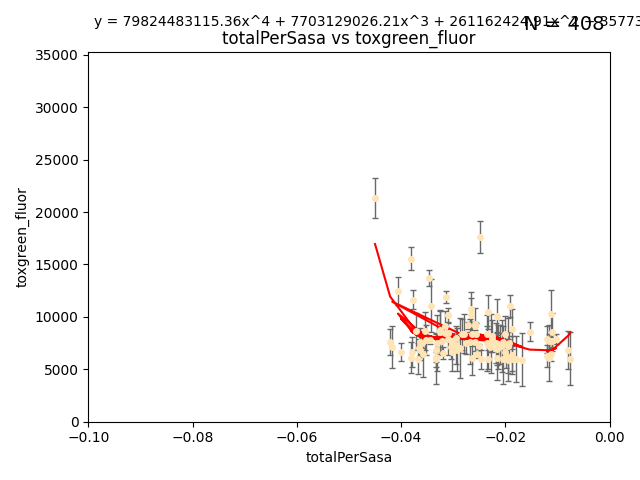 y = 79824483115.36x^4 + 7703129026.21x^3 + 261162424.91x^2 + 35773
N = 408
totalPerSasa vs toxgreen_fluor
35000
30000
25000
20000
15000
10000
5000
0
toxgreen_fluor
−0.10
−0.08
−0.06
−0.04
−0.02
0.00
totalPerSasa